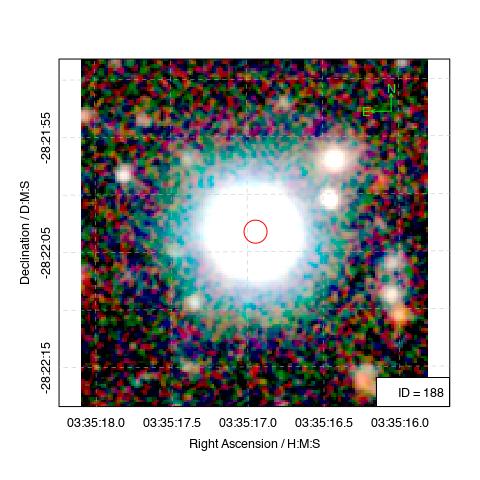 N
E
-28:21:55
-28:22:05
-28:22:15
Declination / D:M:S
ID = 188
03:35:18.0 03:35:17.5 03:35:17.0 03:35:16.5 03:35:16.0
Right Ascension / H:M:S